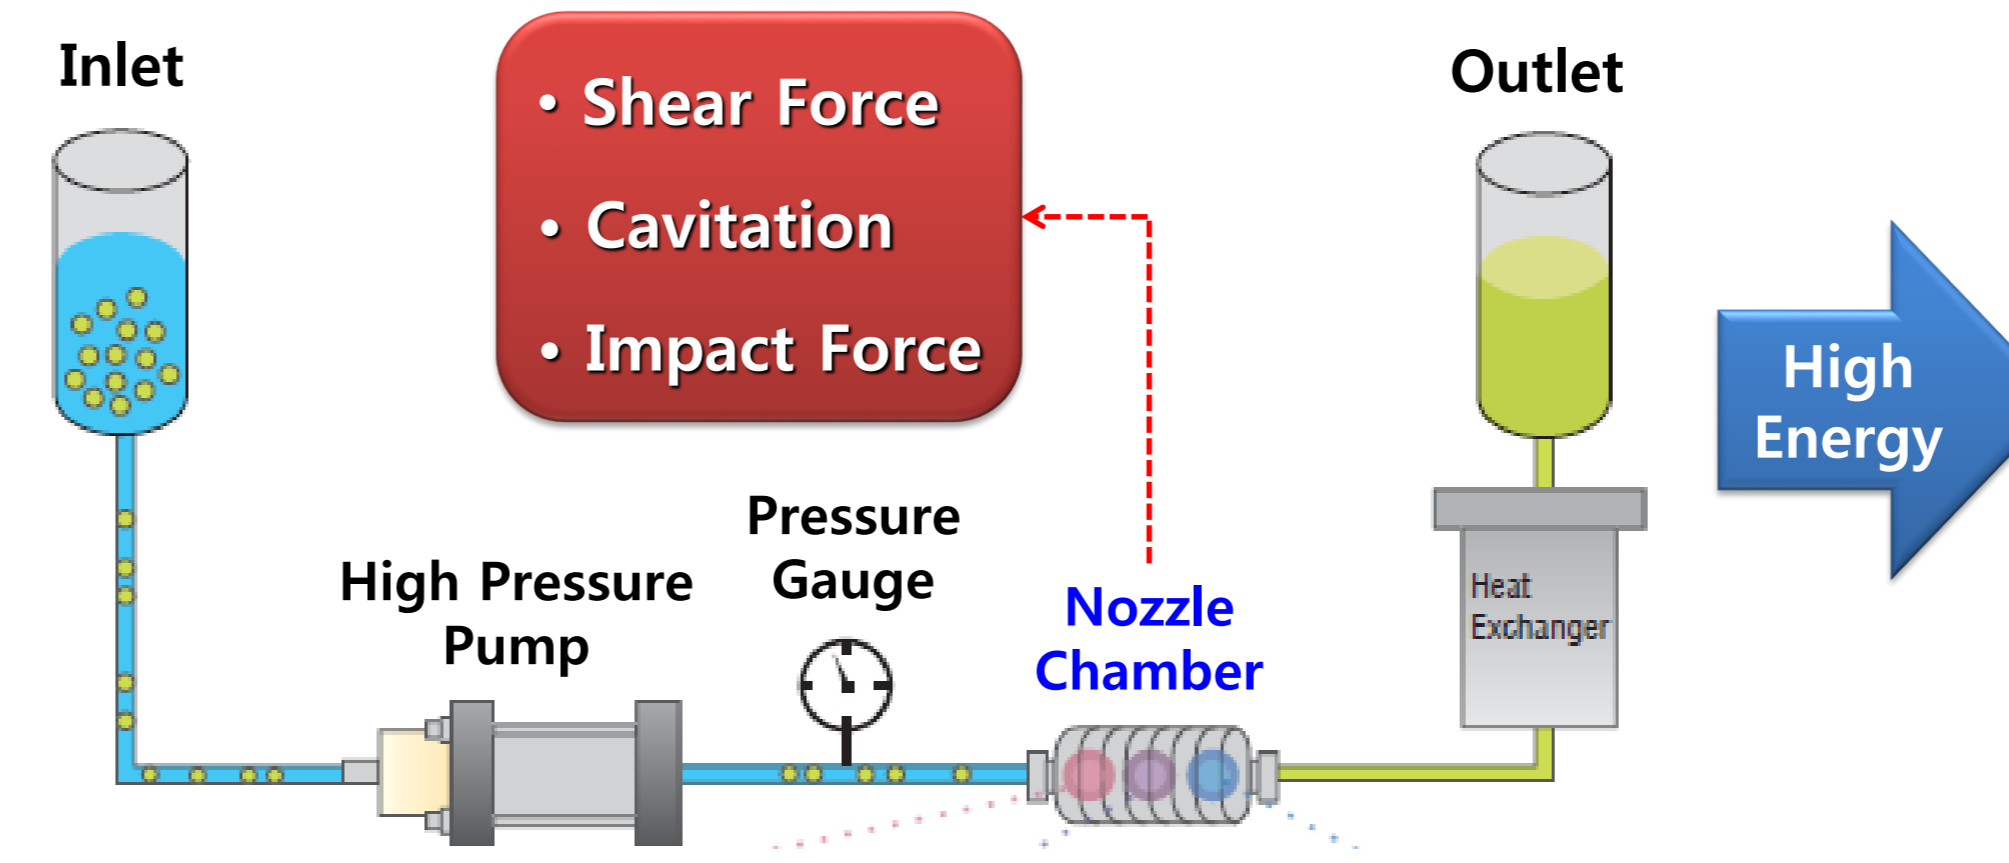 Inlet
• Shear Force
• Cavitation
• Impact Force
Outlet
High
Energy
Pressure
Gauge
High Pressure
Pump
Nozzle
Chamber
Heat
Exchanger